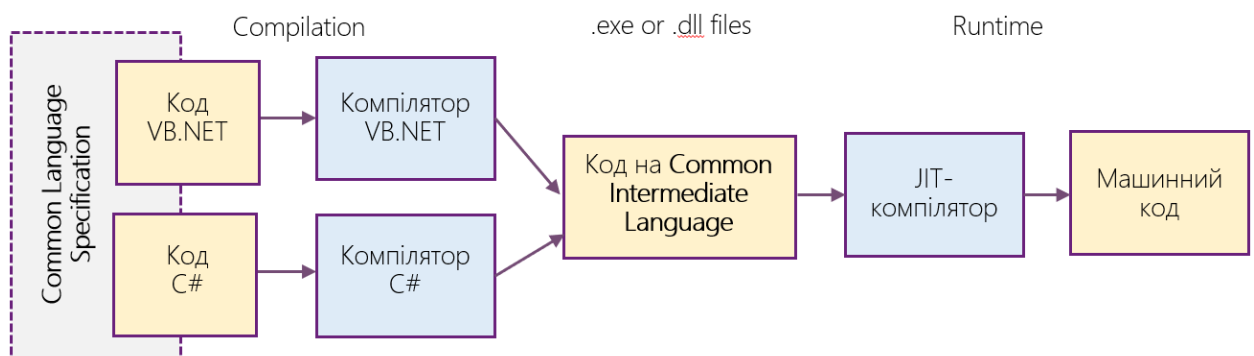 Compilation
.exe or .dll files
Runtime
Common Language
Specification
Код
VB.NET
Компілятор
VB.NET
Код
C#
Компілятор
C#
Код на Common
Intermediate
Language
JIT-
компілятор
Машинний
код